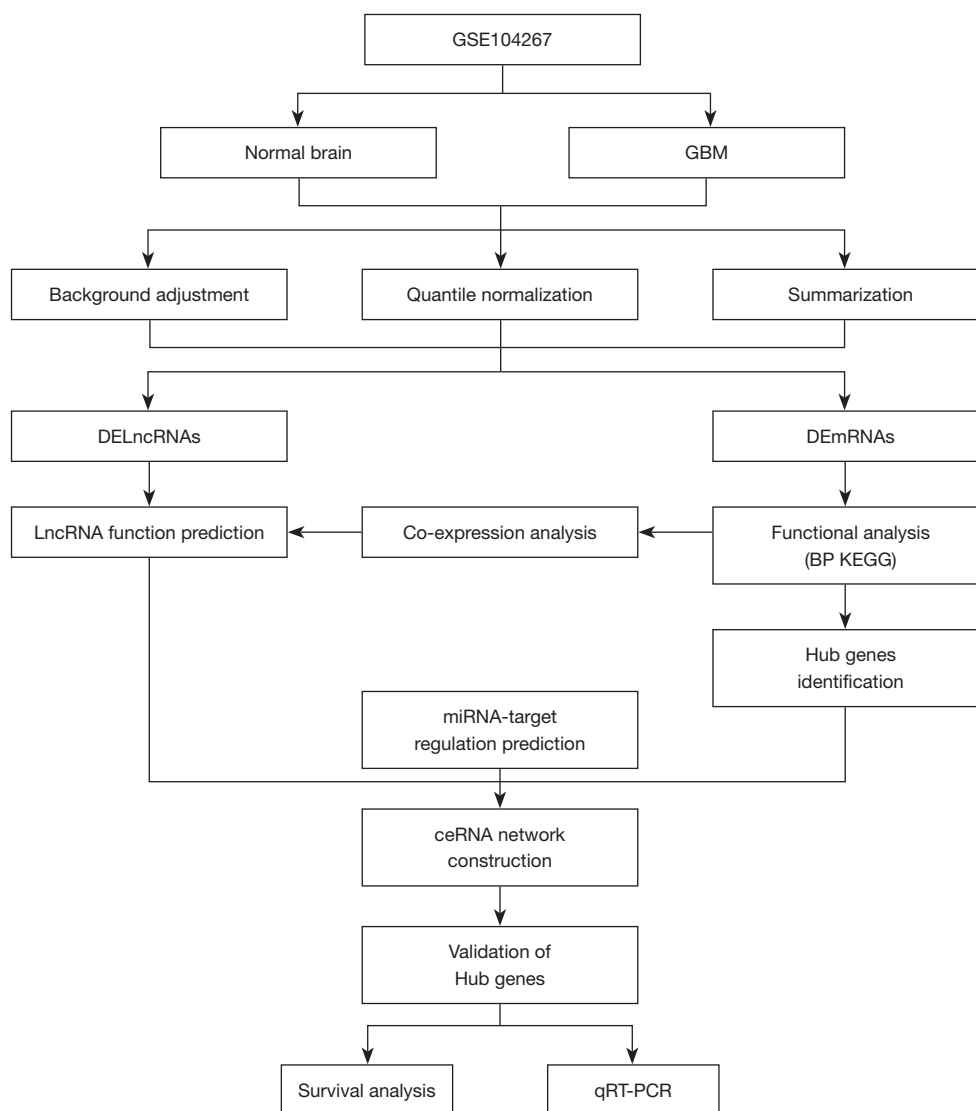 GSE104267
Normal brain
GBM
Background adjustment
Quantile normalization
Summarization
DELncRNAs
DEmRNAs
LncRNA function prediction
Co-expression analysis
Functional analysis
(BP KEGG)
Hub genes
identification
miRNA-target
regulation prediction
ceRNA network
construction
Validation of
Hub genes
Survival analysis
qRT-PCR